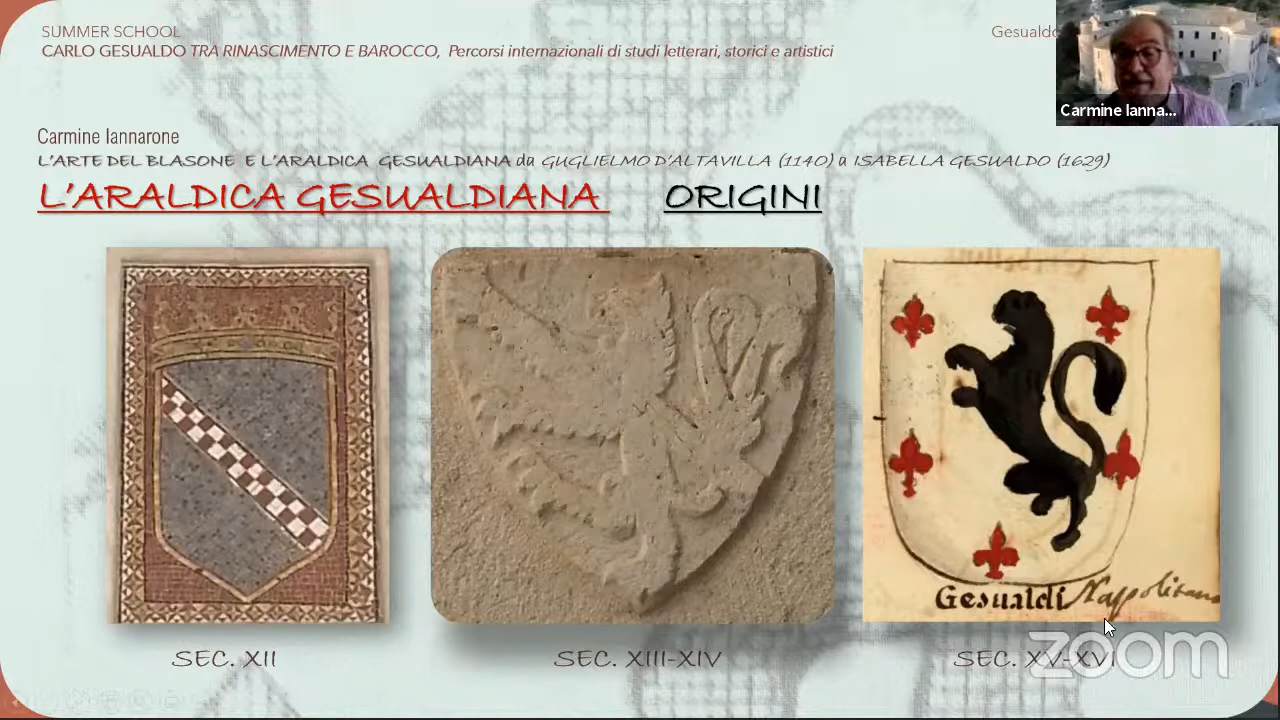 SUMMER SCHOOL
CARLO GESUALDO TRA RINASCIMENTO E BAROCCO, Percorsi internazionali di studi letterari, storici e artistici
Gesualdo
Carmine Ianna...
Carmine Iannarone
L'ARTE DEL BLASONE E L'ARALDICA GESUALDIANA da GUGLIELMO D'ALTAVILLA (1140) a ISABELLA GESUALDO (1629)
L'ARALDICA GESUALDIANA ORIGINI
Gesualdi Napolitano
SEC. XII
SEC. XIII-XIV
SEC. XV-XVI
zoom